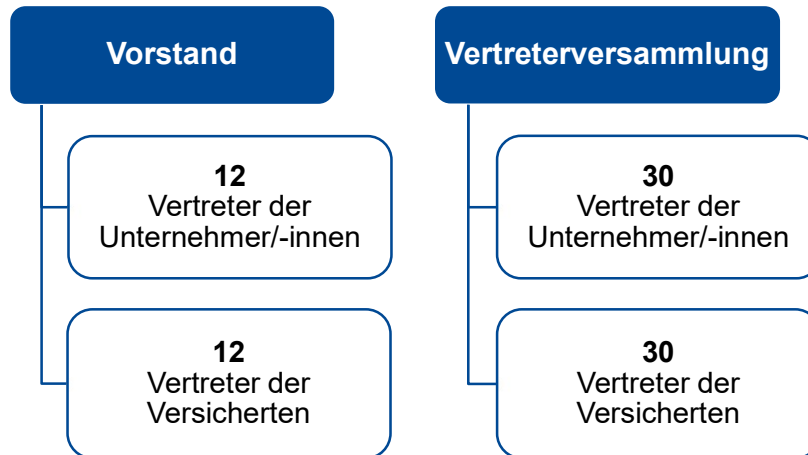 Vorstand
12
Vertreter der
Unternehmer/-innen
12
Vertreter der
Versicherten
Vertreterversammlung
30
Vertreter der
Unternehmer/-innen
30
Vertreter der
Versicherten